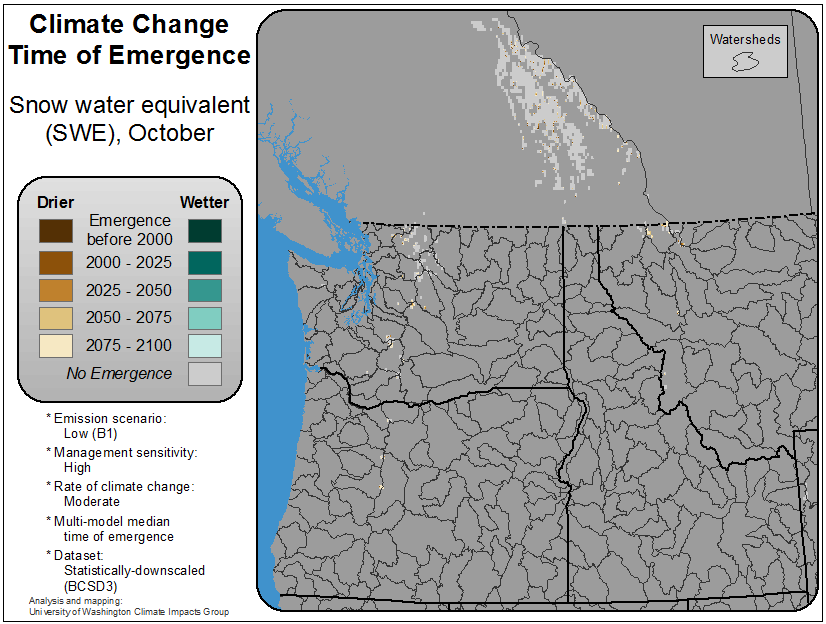 Climate Change
Time of Emergence
Snow water equivalent
(SWE), October
Drier
Wetter
Emergence
before 2000
2000 - 2025
2025 - 2050
2050 - 2075
2075 - 2100
No Emergence
* Emission scenario:
Low (B1)
* Management sensitivity:
High
* Rate of climate change:
Moderate
* Multi-model median
time of emergence
* Dataset:
Statistically-downscaled
(BCSD3)
Analysis and mapping:
University of Washington Climate Impacts Group
Watersheds